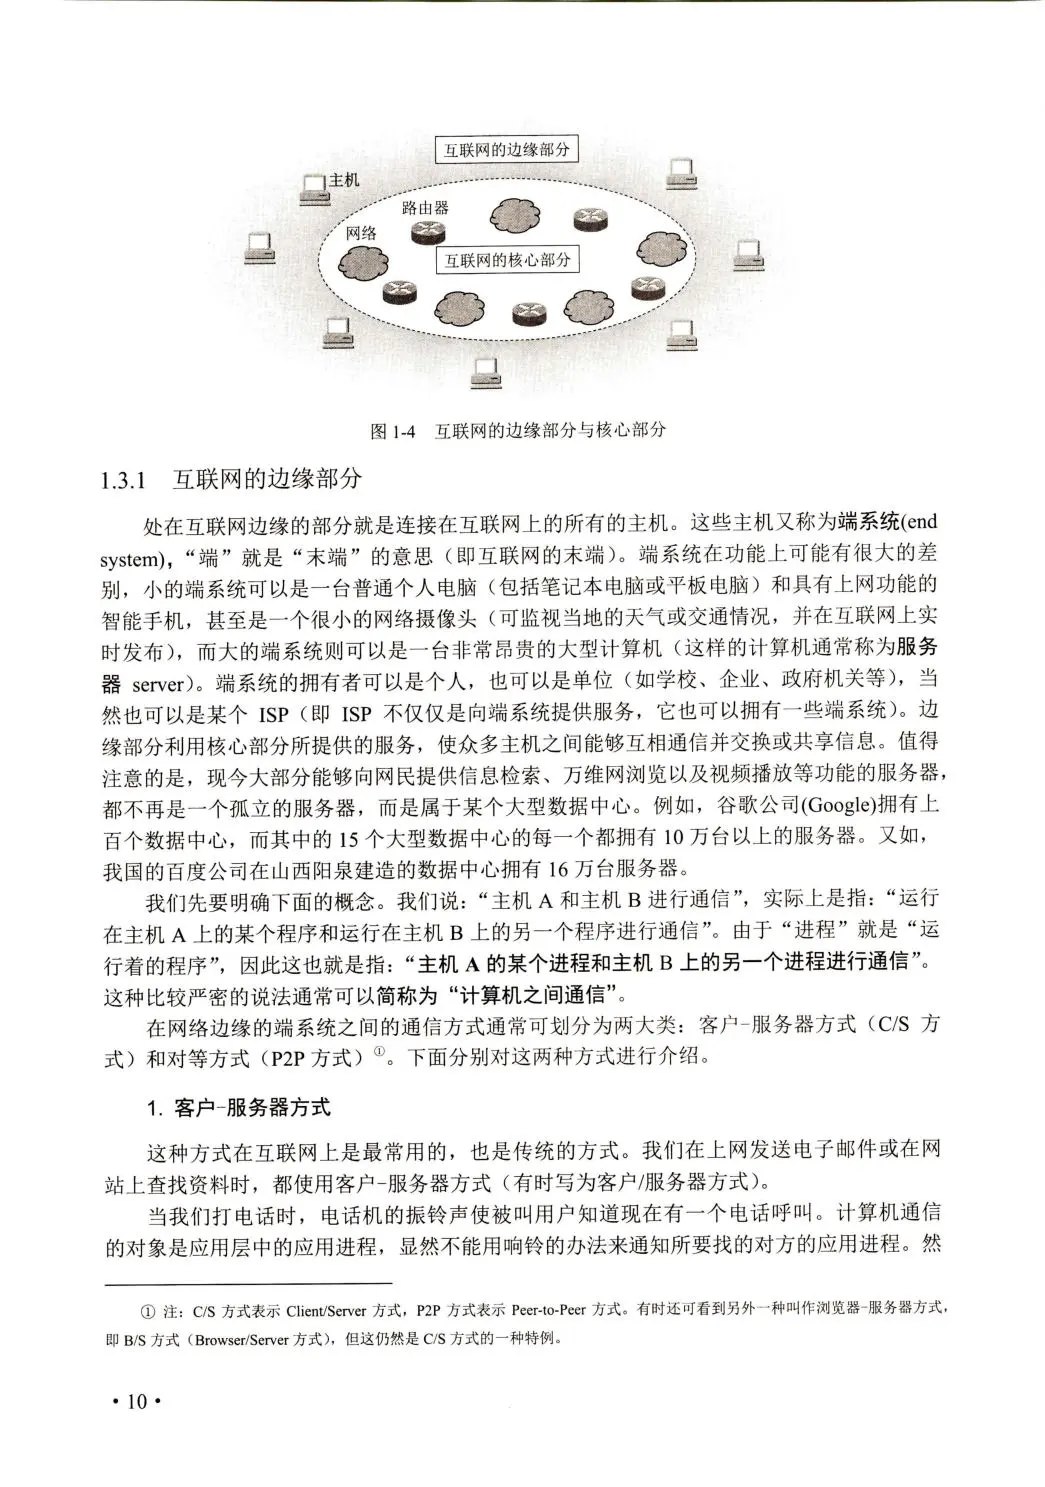 互联网的边缘部分
主机
路由器
网络
互联网的核心部分
图 1-4 互联网的边缘部分与核心部分
1.3.1 互联网的边缘部分
处在互联网边缘的部分就是连接在互联网上的所有的主机。这些主机又称为端系统(end
system)，“端”就是“末端”的意思（即互联网的末端）。端系统在功能上可能有很大的差
别，小的端系统可以是一台普通个人电脑（包括笔记本电脑或平板电脑）和具有上网功能的
智能手机，甚至是一个很小的网络摄像头（可监视当地的天气或交通情况，并在互联网上实
时发布），而大的端系统则可以是一台非常昂贵的大型计算机（这样的计算机通常称为服务
器 server）。端系统的拥有者可以是个人，也可以是单位（如学校、企业、政府机关等），当
然也可以是某个 ISP（即 ISP 不仅仅是向端系统提供服务，它也可以拥有一些端系统）。边
缘部分利用核心部分所提供的服务，使众多主机之间能够互相通信并交换或共享信息。值得
注意的是，现今大部分能够向网民提供信息检索、万维网浏览以及视频播放等功能的服务器，
都不再是一个孤立的服务器，而是属于某个大型数据中心。例如，谷歌公司(Google)拥有上
百个数据中心，而其中的 15 个大型数据中心的每一个都拥有 10 万台以上的服务器。又如，
我国的百度公司在山西阳泉建造的数据中心拥有 16 万台服务器。
我们先要明确下面的概念。我们说：“主机 A 和主机 B 进行通信”，实际上是指：“运行
在主机 A 上的某个程序和运行在主机 B 上的另一个程序进行通信”。由于“进程”就是“运
行着的程序”，因此这也就是指：“主机 A 的某个进程和主机 B 上的另一个进程进行通信”。
这种比较严密的说法通常可以简称为“计算机之间通信”。
在网络边缘的端系统之间的通信方式通常可划分为两大类：客户-服务器方式（C/S 方
式）和对等方式（P2P 方式）①。下面分别对这两种方式进行介绍。
1. 客户-服务器方式
这种方式在互联网上是最常用的，也是传统的方式。我们在上网发送电子邮件或在网
站上查找资料时，都使用客户-服务器方式（有时写为客户/服务器方式）。
当我们打电话时，电话机的振铃声使被叫用户知道现在有一个电话呼叫。计算机通信
的对象是应用层中的应用进程，显然不能用响铃的办法来通知所要找的对方的应用进程。然
① 注：C/S 方式表示 Client/Server 方式，P2P 方式表示 Peer-to-Peer 方式。有时还可看到另外一种叫作浏览器-服务器方式，
即 B/S 方式（Browser/Server 方式），但这仍然是 C/S 方式的一种特例。
·10·